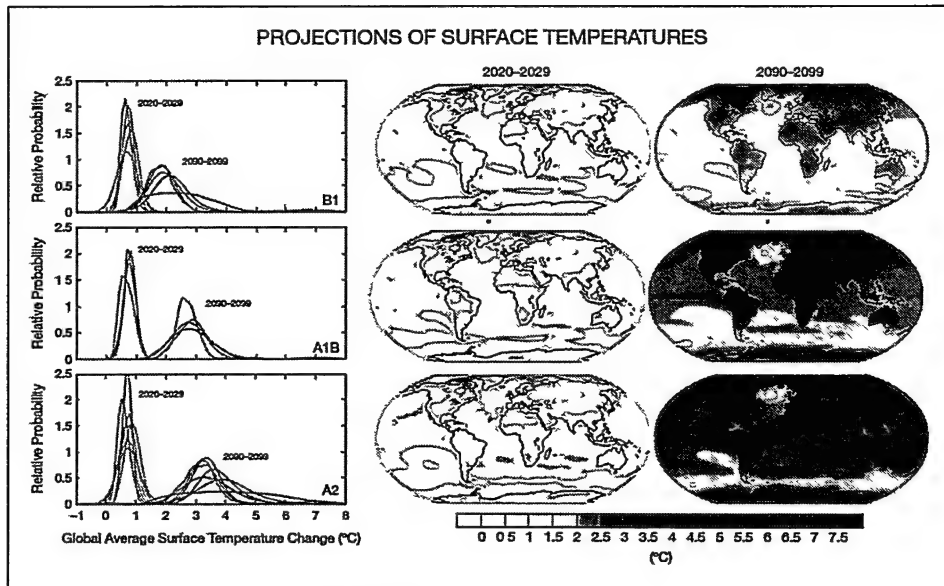 PROJECTIONS OF SURFACE TEMPERATURES
2020–2029
2090–2099
Relative Probability
2.5
2
1.5
1
0.5
0
2020–2029
2090–2099
B1
Relative Probability
2.5
2
1.5
1
0.5
0
2020–2029
2090–2099
A1B
Relative Probability
2.5
2
1.5
1
0.5
0
2020–2029
2090–2099
A2
−1 0 1 2 3 4 5 6 7 8
Global Average Surface Temperature Change (°C)
0 0 5 1 1.5 2 2.5 3 3.5 4 4.5 5 5.5 6 6.5 7 7.5
(°C)